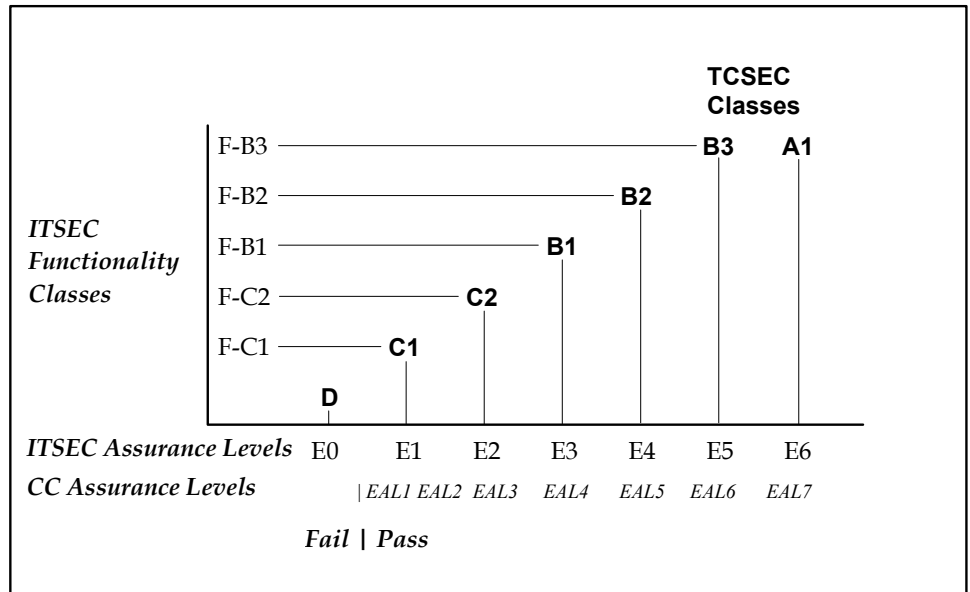 TCSEC
Classes
F-B3 B3 A1
F-B2 B2
ITSEC
Functionality
Classes
F-B1 B1
F-C2 C2
F-C1 C1
D
ITSEC Assurance Levels E0 E1 E2 E3 E4 E5 E6
CC Assurance Levels | EAL1 EAL2 EAL3 EAL4 EAL5 EAL6 EAL7
Fail | Pass